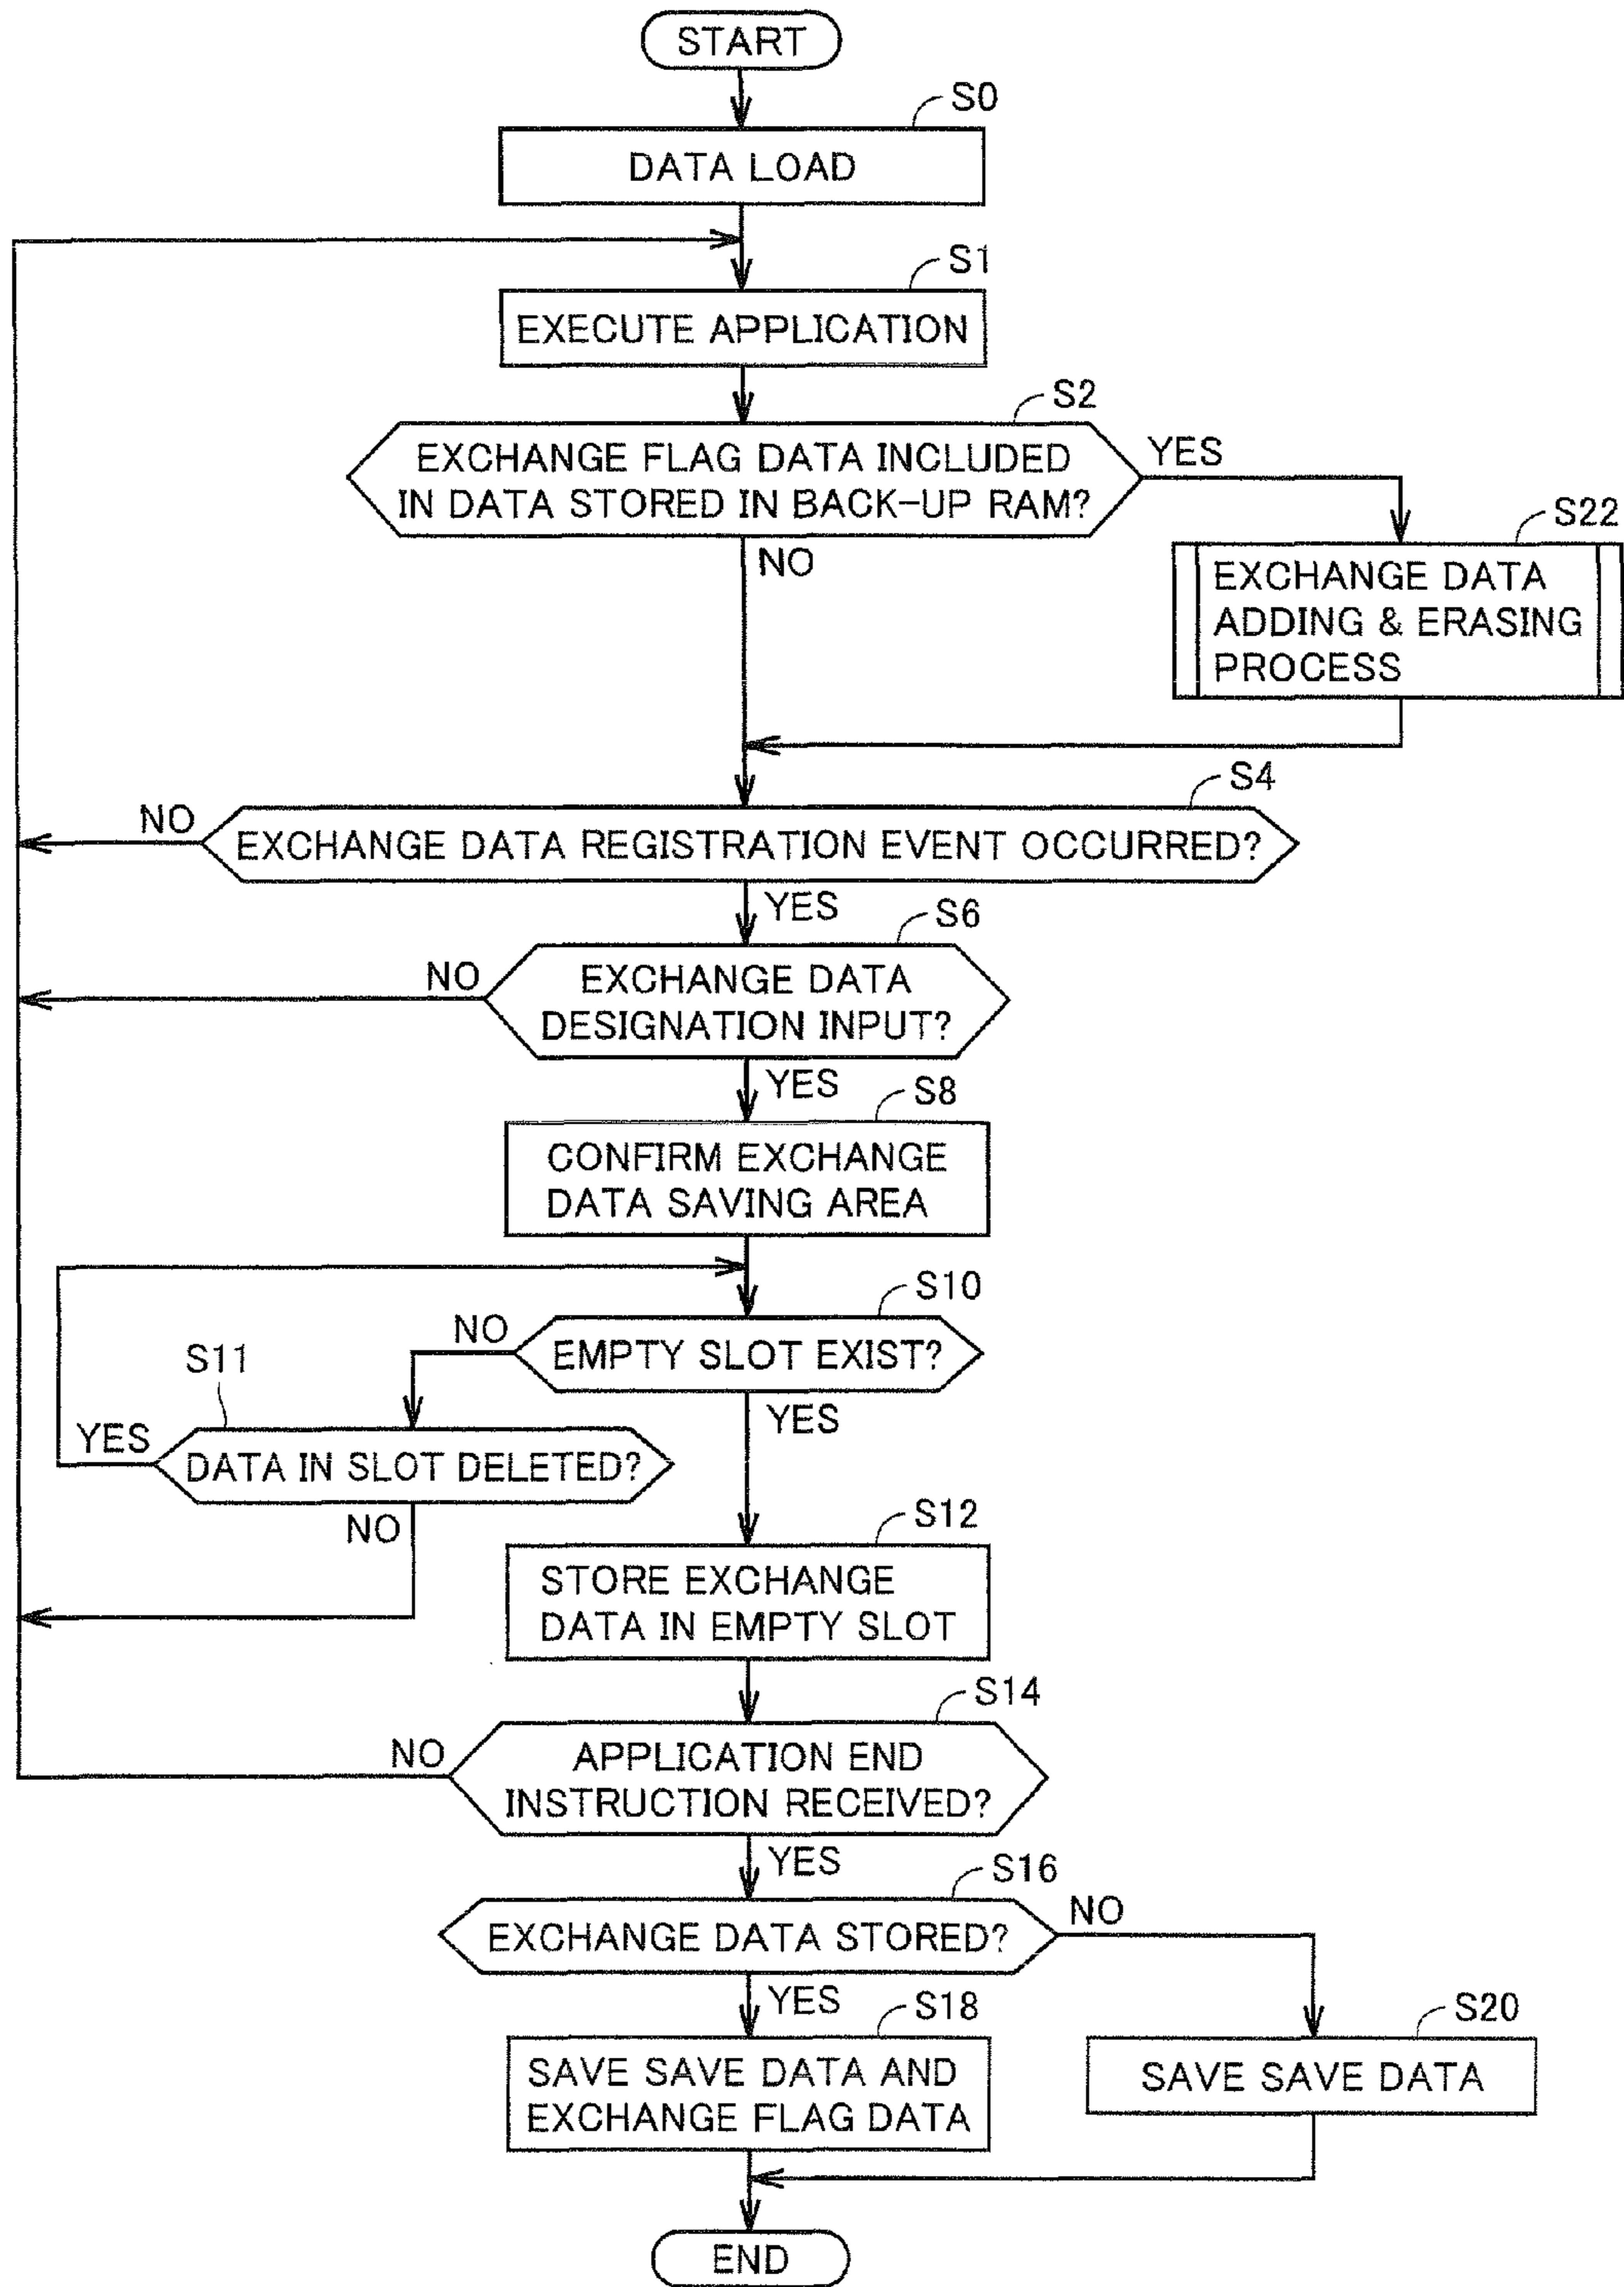 START
S0
DATA LOAD
S1
EXECUTE APPLICATION
S2
EXCHANGE FLAG DATA INCLUDED
IN DATA STORED IN BACK-UP RAM?
YES
NO
S22
EXCHANGE DATA
ADDING & ERASING
PROCESS
S4
NO
EXCHANGE DATA REGISTRATION EVENT OCCURRED?
YES
S6
NO
EXCHANGE DATA
DESIGNATION INPUT?
YES
S8
CONFIRM EXCHANGE
DATA SAVING AREA
S10
NO
EMPTY SLOT EXIST?
S11
YES
YES
DATA IN SLOT DELETED?
NO
S12
STORE EXCHANGE
DATA IN EMPTY SLOT
S14
NO
APPLICATION END
INSTRUCTION RECEIVED?
YES
S16
NO
EXCHANGE DATA STORED?
YES
S18
SAVE SAVE DATA AND
EXCHANGE FLAG DATA
S20
SAVE SAVE DATA
END